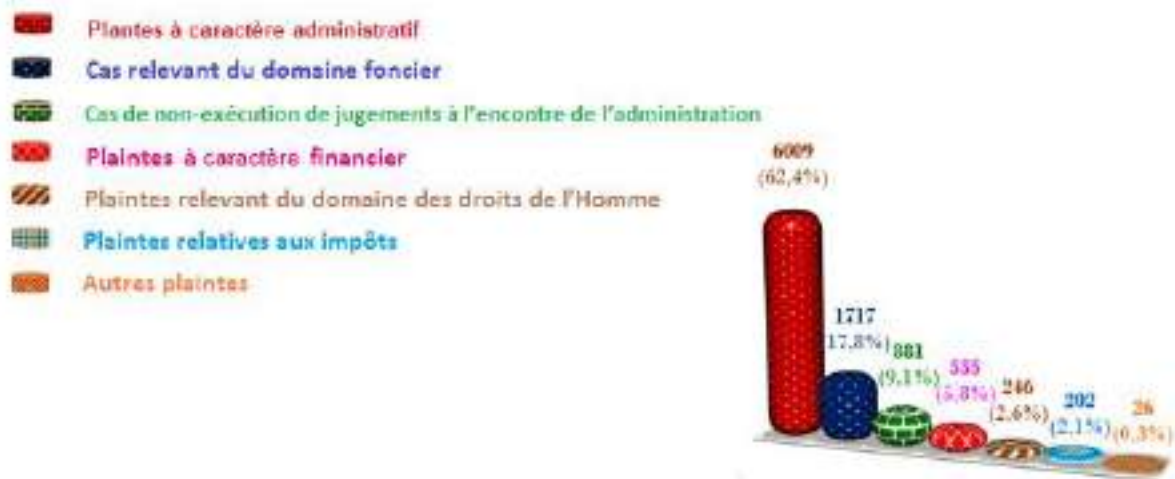 Plantes à caractère administratif
Cas relevant du domaine foncier
Cas de non-exécution de jugements à l'encontre de l'administration
Plaintes à caractère financier
Plaintes relevant du domaine des droits de l'Homme
Plaintes relatives aux impôts
Autres plaintes
6009
(62,4%)
1717
(17,8%)
881
(9,1%)
555
(5,8%)
246
(2,6%)
202
(2,1%)
26
(0,3%)